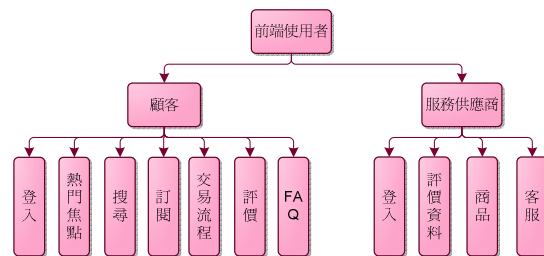 前端使用者
顧客
服務供應商
登入
熱門焦點
搜尋
訂閱
交易流程
評價
FA
Q
登入
評價資料
商品
客服